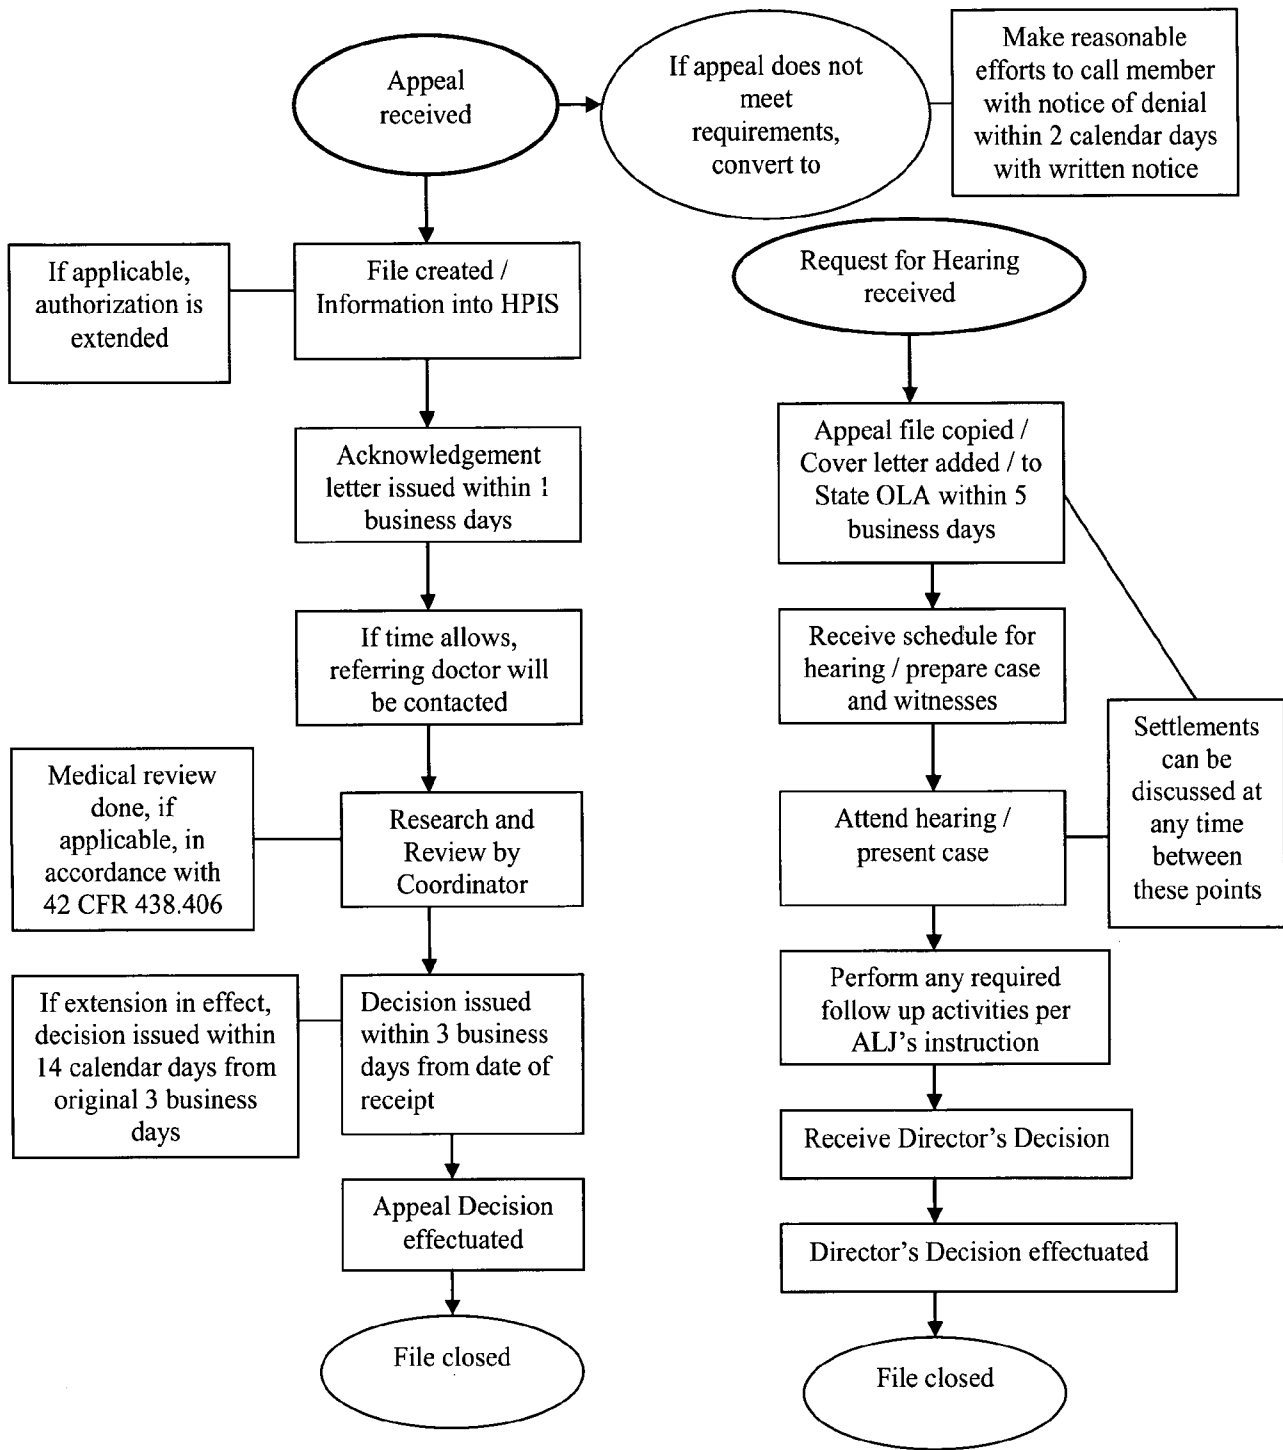 Appeal
received
If appeal does not
meet
requirements,
convert to
Make reasonable
efforts to call member
with notice of denial
within 2 calendar days
with written notice
If applicable,
authorization is
extended
File created /
Information into HPIS
Acknowledgement
letter issued within 1
business days
If time allows,
referring doctor will
be contacted
Medical review
done, if
applicable, in
accordance with
42 CFR 438.406
Research and
Review by
Coordinator
If extension in effect,
decision issued within
14 calendar days from
original 3 business
days
Decision issued
within 3 business
days from date of
receipt
Appeal Decision
effectuated
File closed
Request for Hearing
received
Appeal file copied /
Cover letter added / to
State OLA within 5
business days
Receive schedule for
hearing / prepare case
and witnesses
Settlements
can be
discussed at
any time
between
these points
Attend hearing /
present case
Perform any required
follow up activities per
ALJ's instruction
Receive Director's Decision
Director's Decision effectuated
File closed